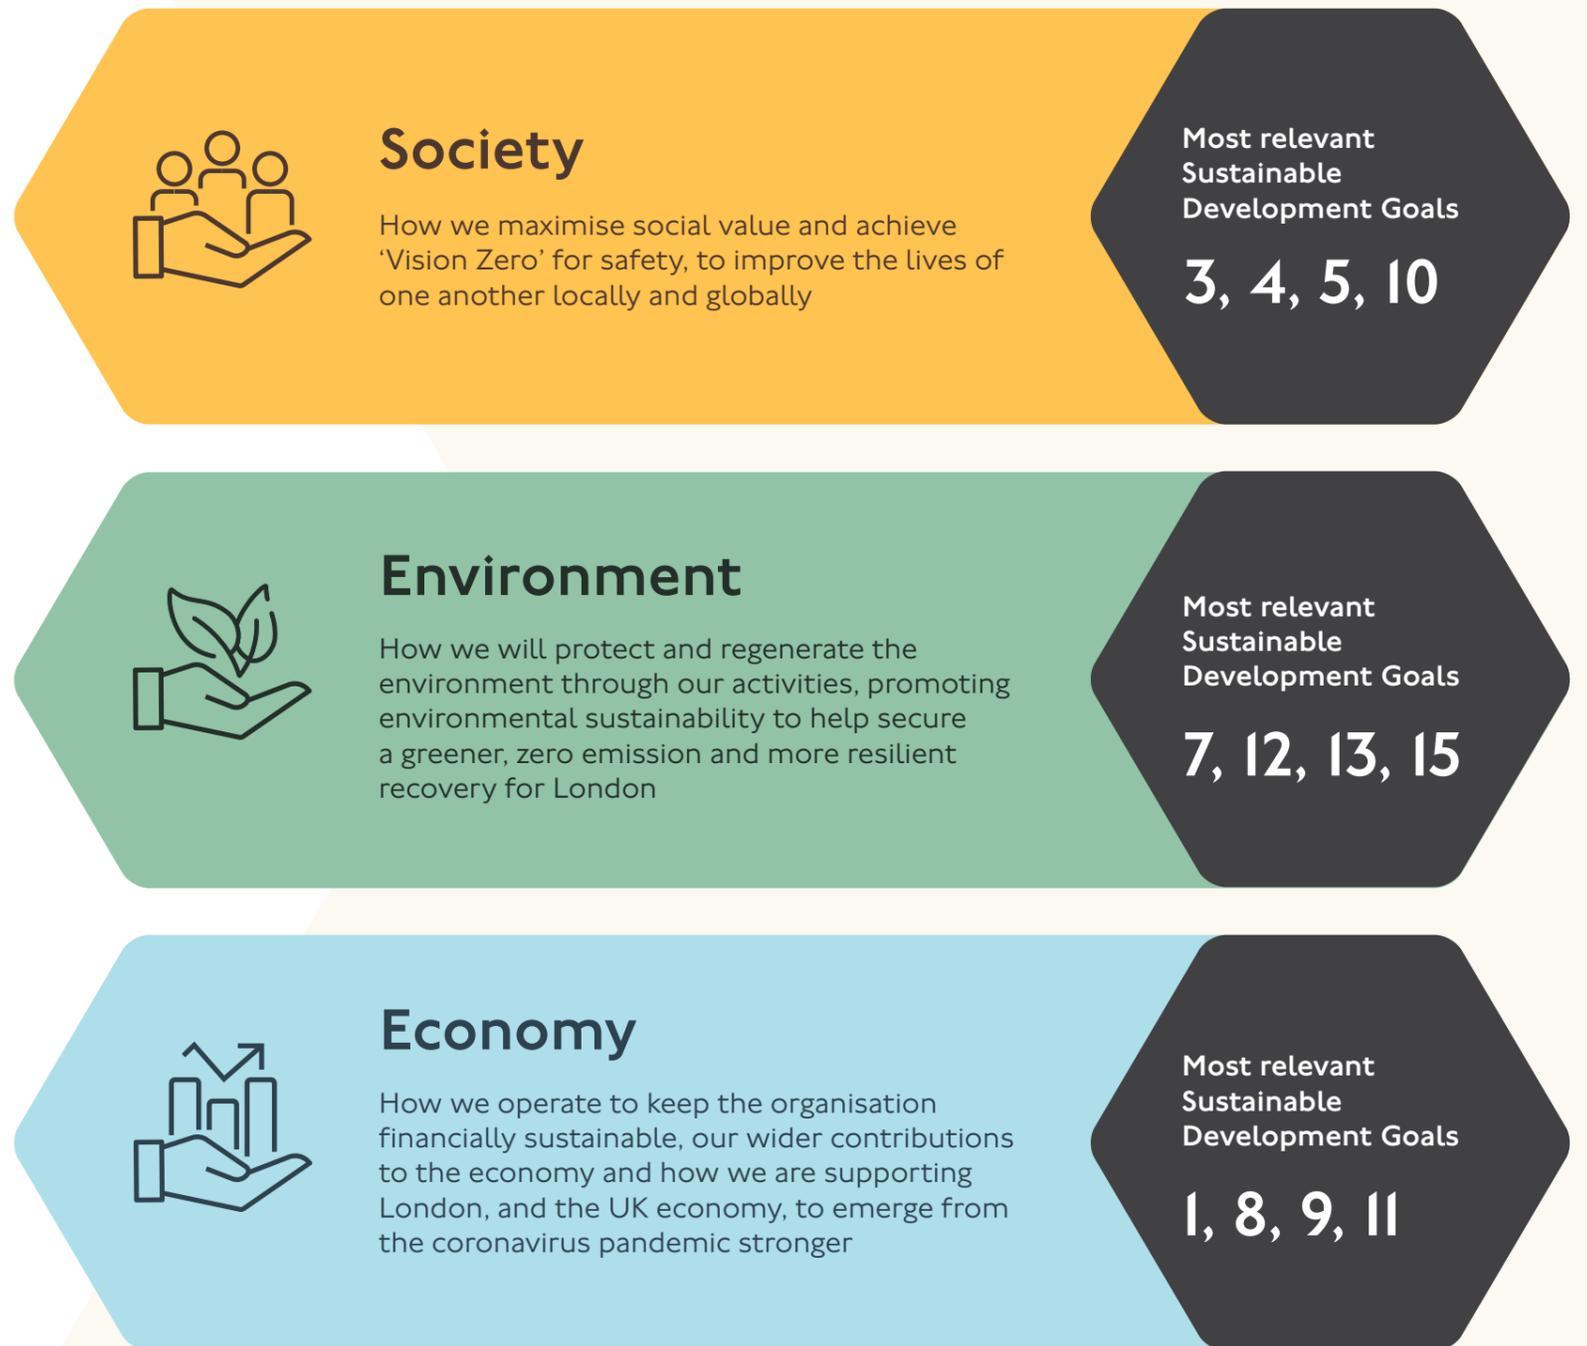 Society
How we maximise social value and achieve
‘Vision Zero’ for safety, to improve the lives of
one another locally and globally
Most relevant
Sustainable
Development Goals
3, 4, 5, 10
Environment
How we will protect and regenerate the
environment through our activities, promoting
environmental sustainability to help secure
a greener, zero emission and more resilient
recovery for London
Most relevant
Sustainable
Development Goals
7, 12, 13, 15
Economy
How we operate to keep the organisation
financially sustainable, our wider contributions
to the economy and how we are supporting
London, and the UK economy, to emerge from
the coronavirus pandemic stronger
Most relevant
Sustainable
Development Goals
1, 8, 9, 11